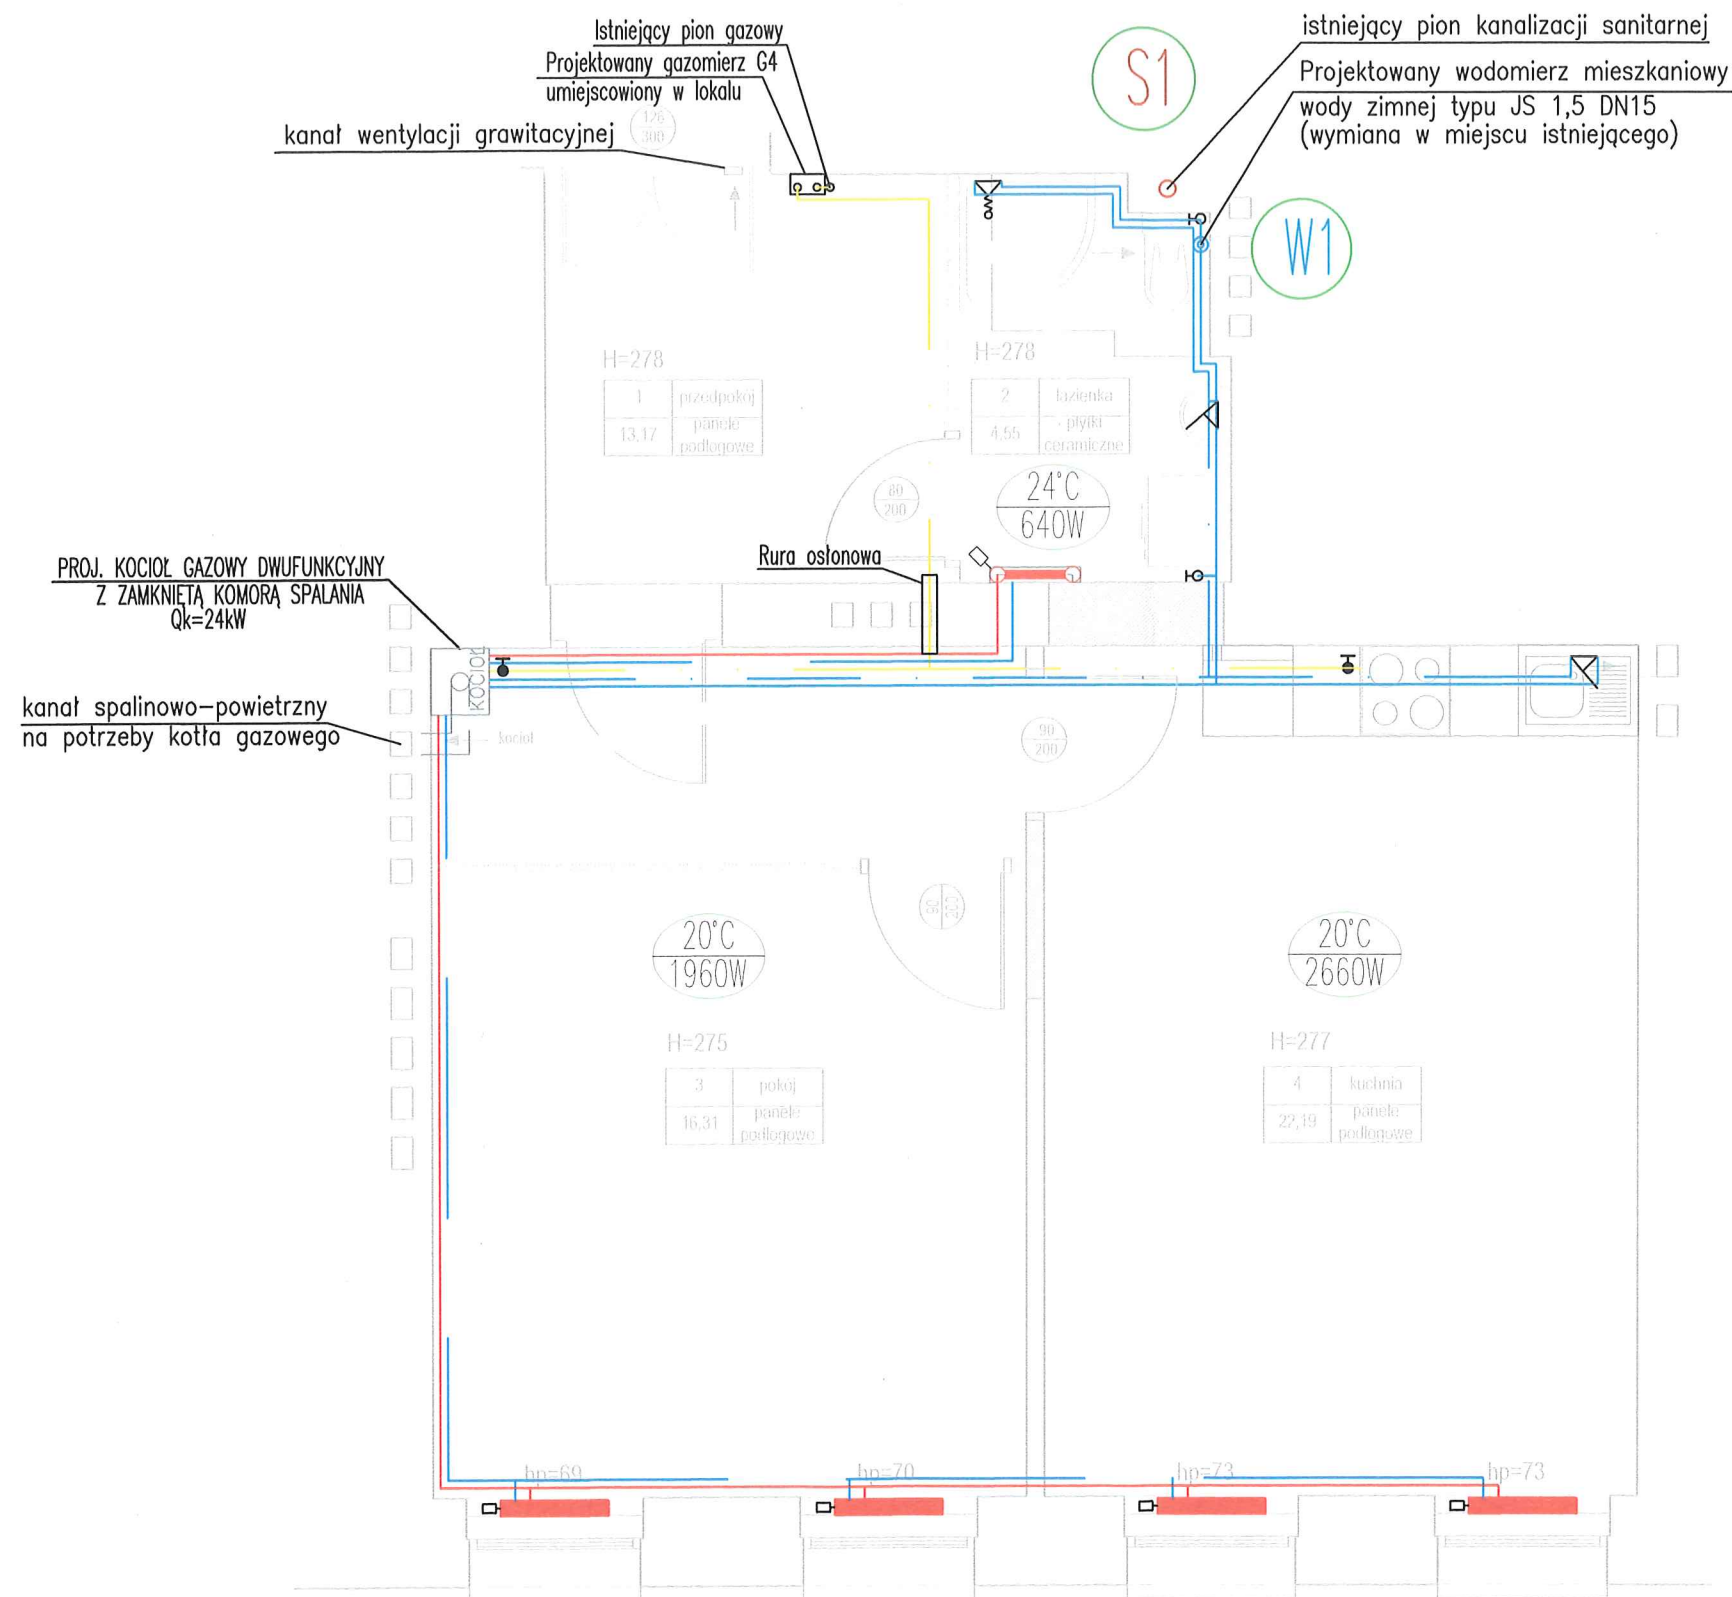 Istniejący pion gazowy
Projektowany gazomierz G4
umiejscowiony w lokalu
kanał wentylacji grawitacyjnej
126
300
S1
istniejący pion kanalizacji sanitarnej
Projektowany wodomierz mieszkaniowy
wody zimnej typu JS 1,5 DN15
(wymiana w miejscu istniejącego)
W1
H=278
1 przedpokój
13,17 panele
podłogowe
H=278
2 łazienka
4,55 płytki
ceramiczne
80
200
24°C
640W
Rura osłonowa
PROJ. KOCIOŁ GAZOWY DWUFUNKCYJNY
Z ZAMKNIĘTĄ KOMORĄ SPALANIA
Qk=24kW
KOCIOŁ
kanał spalinowo-powietrzny
na potrzeby kotła gazowego
kocioł
90
200
20°C
1960W
20°C
2660W
H=275
3 pokój
16,31 panele
podłogowe
H=277
4 kuchnia
22,19 panele
podłogowe
hp=69
hp=70
hp=73
hp=73